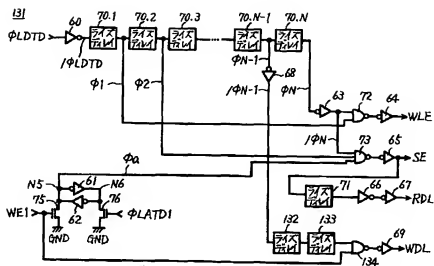 131
60 70.1 70.2 70.3 70.N-1 70.N
φLDTD ライズディレイ ライズディレイ ライズディレイ ライズディレイ ライズディレイ
/φLDTD
φN-1
φ1 φ2 68 φN 63 72 64
WLE
/φN-1 /φN
73 65
SE
φa
N5 61 N6
71 66 67
75 62 76 ライズディレイ RDL
WE1 φLATD1
132 133 69
GND GND ライズディレイ ライズディレイ WDL
134